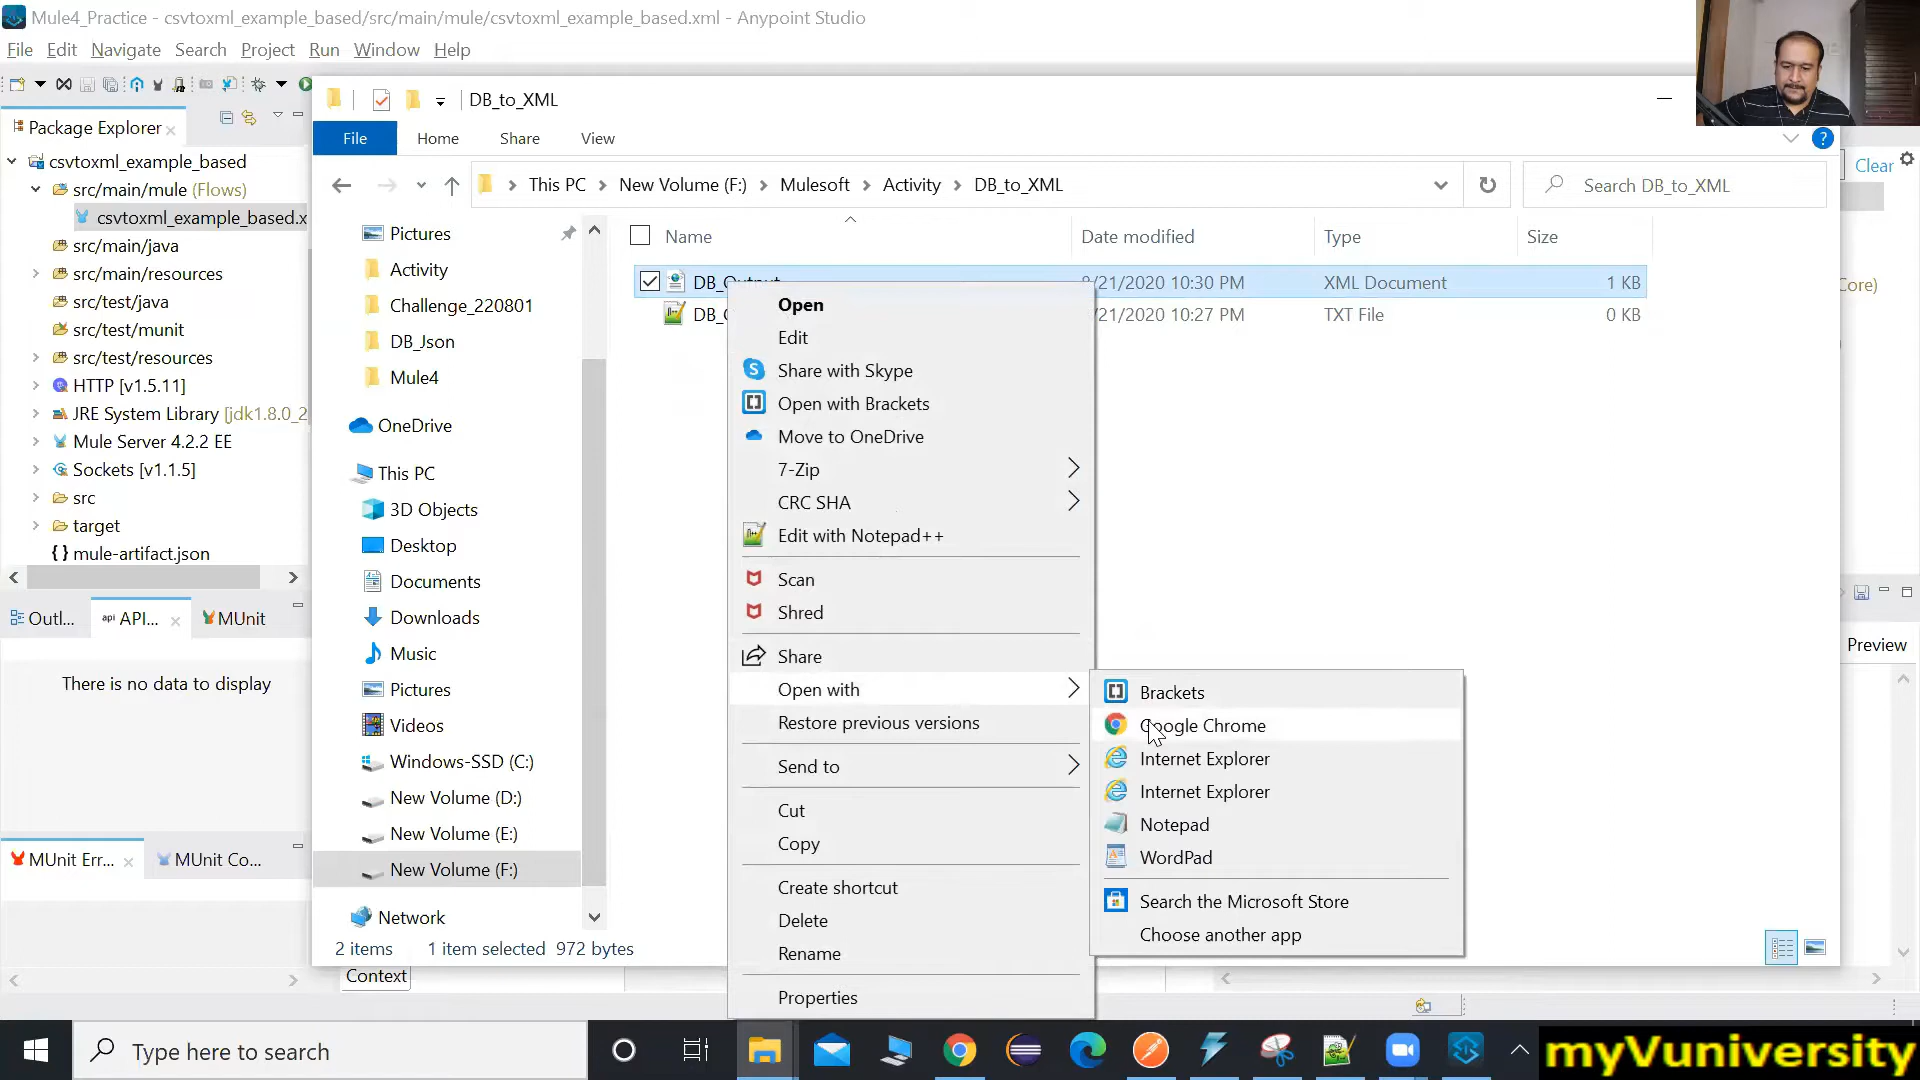 Mule4_Practice - csvtoxml_example_based/src/main/mule/csvtoxml_example_based.xml - Anypoint Studio
File Edit Navigate Search Project Run Window Help
Package Explorer
csvtoxml_example_based
src/main/mule (Flows)
csvtoxml_example_based.x
src/main/java
src/main/resources
src/test/java
src/test/munit
src/test/resources
HTTP [v1.5.11]
JRE System Library [jdk1.8.0_2
Mule Server 4.2.2 EE
Sockets [v1.1.5]
src
target
mule-artifact.json
Outl... api API... MUnit
There is no data to display
MUnit Err... MUnit Co...
DB_to_XML
File Home Share View
This PC New Volume (F:) Mulesoft Activity DB_to_XML
Search DB_to_XML
Clear
Core)
Preview
Pictures
Activity
Challenge_220801
DB_Json
Mule4
OneDrive
This PC
3D Objects
Desktop
Documents
Downloads
Music
Pictures
Videos
Windows-SSD (C:)
New Volume (D:)
New Volume (E:)
New Volume (F:)
Network
2 items 1 item selected 972 bytes
Context
Name Date modified Type Size
DB_Output 8/21/2020 10:30 PM XML Document 1 KB
/21/2020 10:27 PM TXT File 0 KB
Open
Edit
Share with Skype
Open with Brackets
Move to OneDrive
7-Zip
CRC SHA
Edit with Notepad++
Scan
Shred
Share
Open with
Restore previous versions
Send to
Cut
Copy
Create shortcut
Delete
Rename
Properties
Brackets
Google Chrome
Internet Explorer
Internet Explorer
Notepad
WordPad
Search the Microsoft Store
Choose another app
Type here to search
myVuniversity